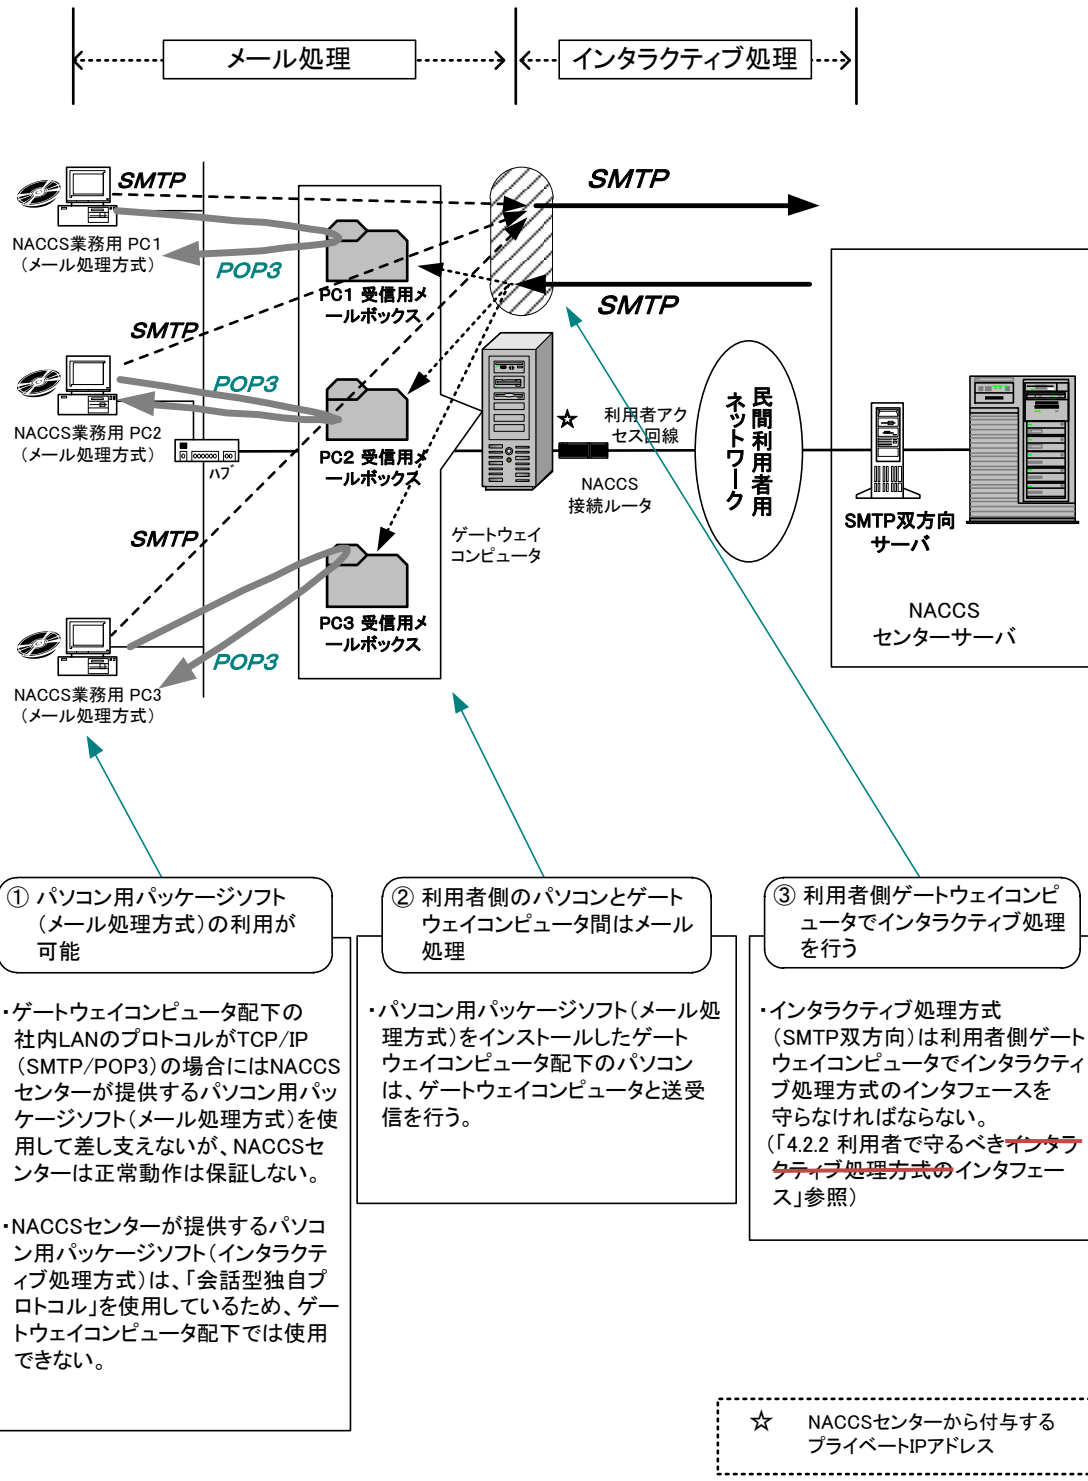 メール処理
インタラクティブ処理
SMTP
SMTP
NACCS業務用 PC1
（メール処理方式）
POP3
PC1 受信用メ
ールボックス
SMTP
SMTP
POP3
NACCS業務用 PC2
（メール処理方式）
ハブ
PC2 受信用メ
ールボックス
☆
利用者アク
セス回線
NACCS
接続ルータ
ゲートウェイ
コンピュータ
民間利用者用
ネットワーク
SMTP双方向
サーバ
NACCS
センターサーバ
SMTP
PC3 受信用メ
ールボックス
POP3
NACCS業務用 PC3
（メール処理方式）
① パソコン用パッケージソフト
（メール処理方式）の利用が
可能
・ゲートウェイコンピュータ配下の
社内LANのプロトコルがTCP/IP
（SMTP/POP3）の場合にはNACCS
センターが提供するパソコン用パッ
ケージソフト（メール処理方式）を使
用して差し支えないが、NACCSセ
ンターは正常動作は保証しない。
・NACCSセンターが提供するパソコ
ン用パッケージソフト（インタラクテ
ィブ処理方式）は、「会話型独自プ
ロトコル」を使用しているため、ゲー
トウェイコンピュータ配下では使用
できない。
② 利用者側のパソコンとゲート
ウェイコンピュータ間はメール
処理
・パソコン用パッケージソフト（メール処
理方式）をインストールしたゲート
ウェイコンピュータ配下のパソコン
は、ゲートウェイコンピュータと送受
信を行う。
③ 利用者側ゲートウェイコンピ
ュータでインタラクティブ処理
を行う
・インタラクティブ処理方式
（SMTP双方向）は利用者側ゲート
ウェイコンピュータでインタラクティ
ブ処理方式のインタフェースを
守らなければならない。
（「4.2.2 利用者で守るべきインタラ
クティブ処理方式のインタフェー
ス」参照）
☆ NACCSセンターから付与する
プライベートIPアドレス